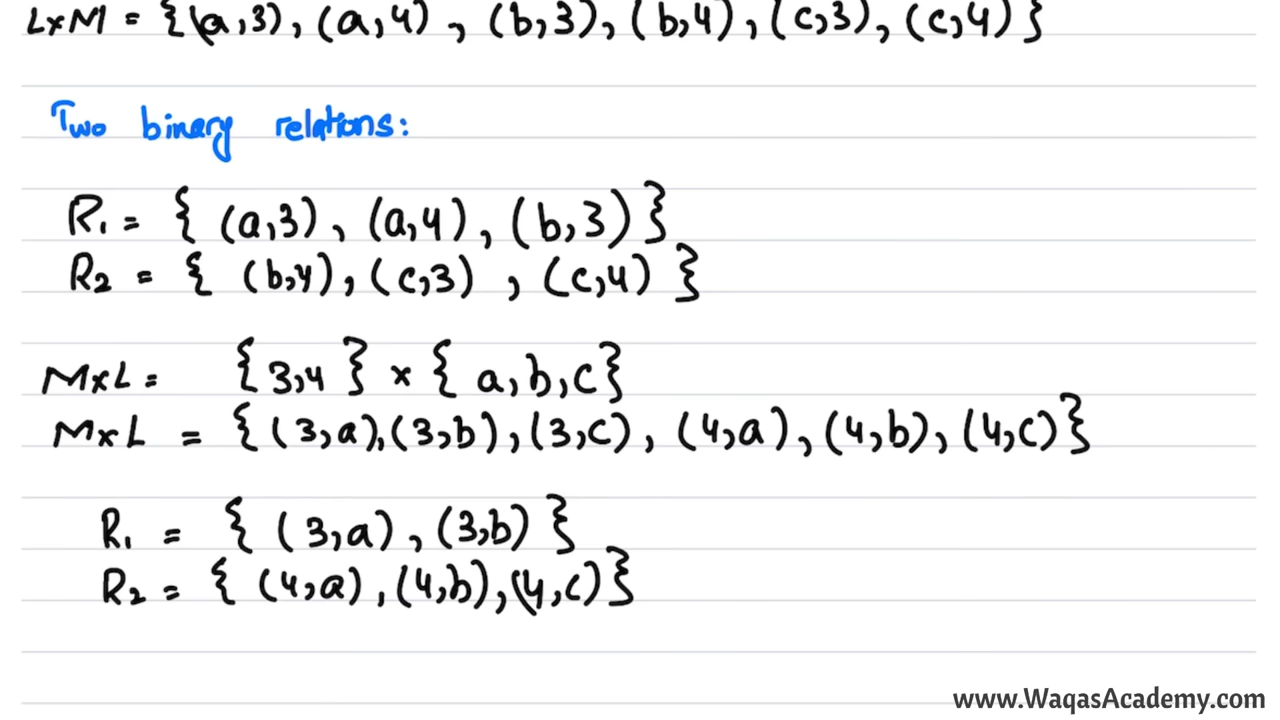 L×M = {(a,3), (a,4), (b,3), (b,4), (c,3), (c,4)}
Two binary relations:
R₁ = { (a,3), (a,4), (b,3) }
R₂ = { (b,4), (c,3), (c,4) }
M×L = {3,4} × {a,b,c}
M×L = {(3,a),(3,b),(3,c), (4,a), (4,b), (4,c)}
R₁ = { (3,a), (3,b) }
R₂ = { (4,a), (4,b), (4,c)}
www.WaqasAcademy.com